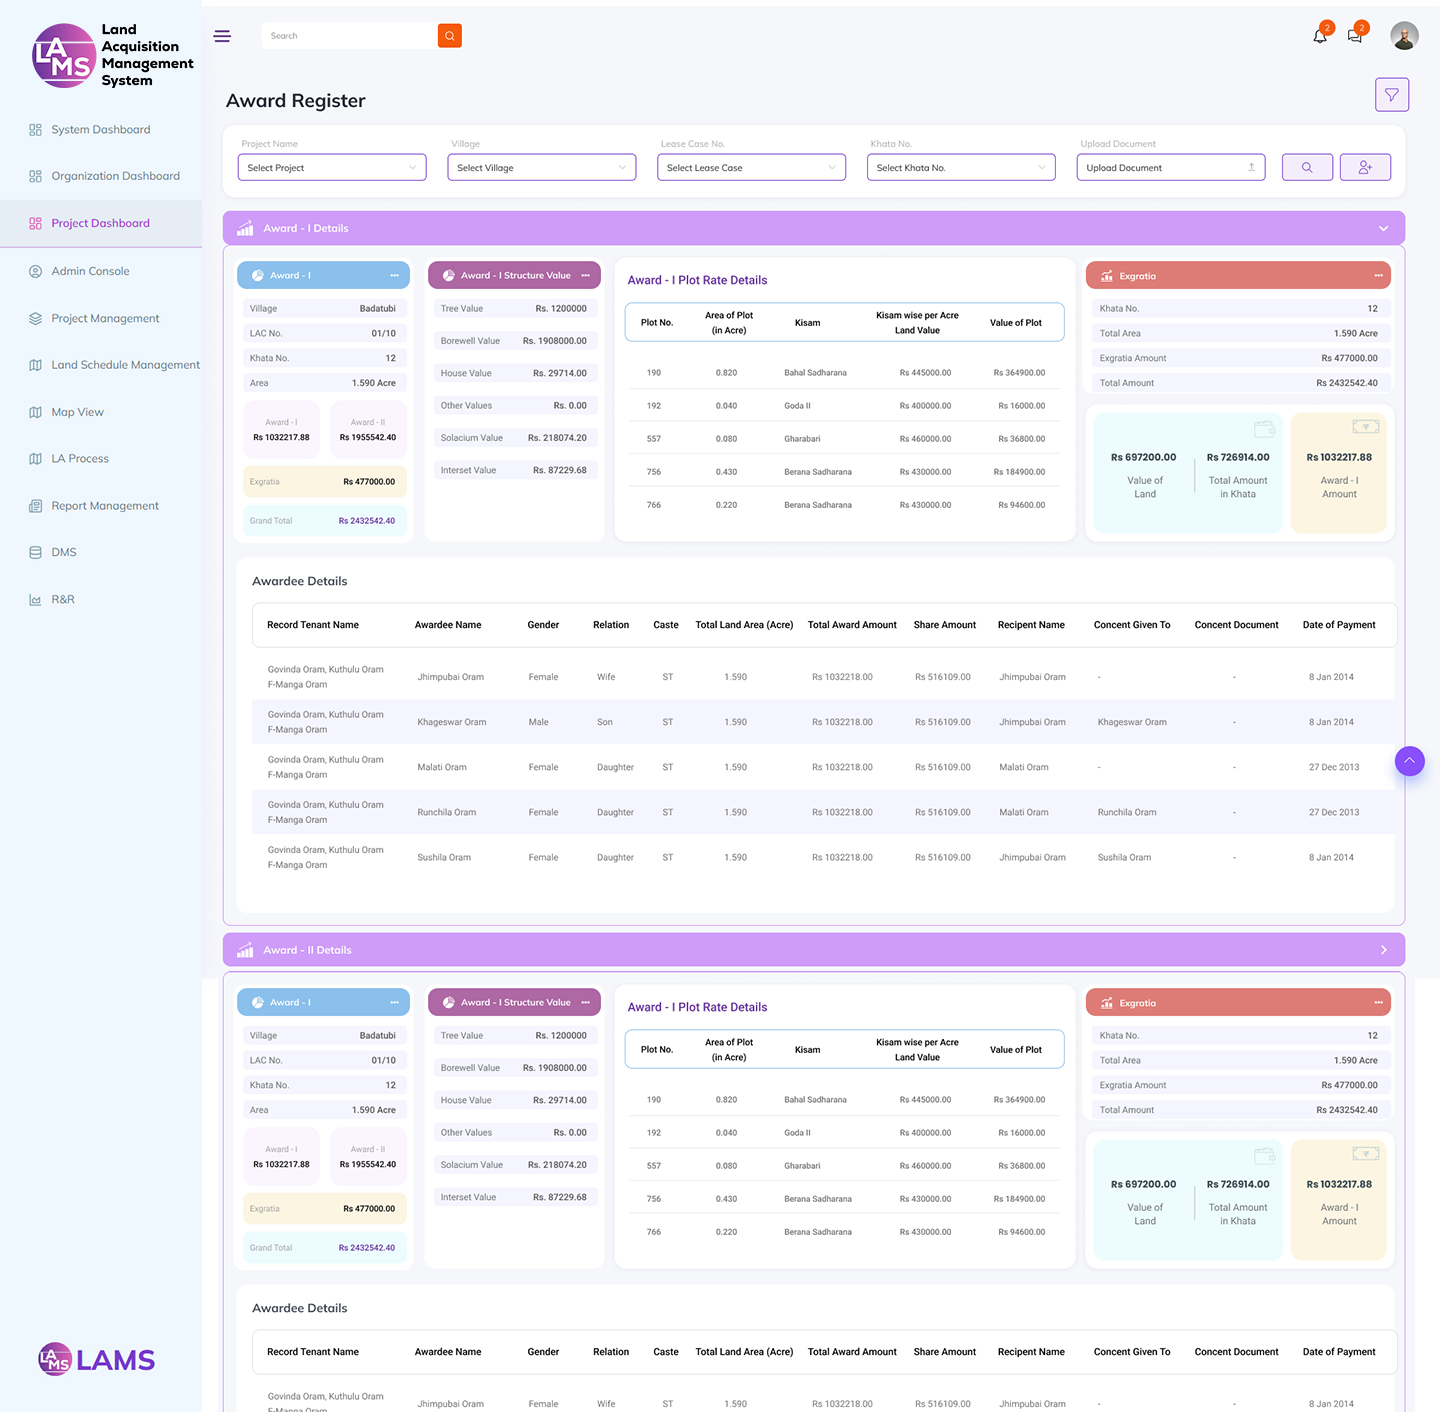 LA
MS
Land
Acquisition
Management
System
Search
2
2
System Dashboard
Organization Dashboard
Project Dashboard
Admin Console
Project Management
Land Schedule Management
Map View
LA Process
Report Management
DMS
R&R
Award Register
Project Name Village Lease Case No. Khata No. Upload Document
Select Project Select Village Select Lease Case Select Khata No. Upload Document
Award - I Details
Award - I
Village Badatubi
LAC No. 01/10
Khata No. 12
Area 1.590 Acre
Award - I Award - II
Rs 1032217.88 Rs 1955542.40
Exgratia Rs 477000.00
Grand Total Rs 2432542.40
Award - I Structure Value
Tree Value Rs. 1200000
Borewell Value Rs. 1908000.00
House Value Rs. 29714.00
Other Values Rs. 0.00
Solacium Value Rs. 218074.20
Interset Value Rs. 87229.68
Award - I Plot Rate Details
Plot No. Area of Plot (in Acre) Kisam Kisam wise per Acre Land Value Value of Plot
190 0.820 Bahal Sadharana Rs 445000.00 Rs 364900.00
192 0.040 Goda II Rs 400000.00 Rs 16000.00
557 0.080 Gharabari Rs 460000.00 Rs 36800.00
756 0.430 Berana Sadharana Rs 430000.00 Rs 184900.00
766 0.220 Berana Sadharana Rs 430000.00 Rs 94600.00
Exgratia
Khata No. 12
Total Area 1.590 Acre
Exgratia Amount Rs 477000.00
Total Amount Rs 2432542.40
Rs 697200.00 Rs 726914.00 Rs 1032217.88
Value of Total Amount Award - I
Land in Khata Amount
Awardee Details
Record Tenant Name Awardee Name Gender Relation Caste Total Land Area (Acre) Total Award Amount Share Amount Recipent Name Concent Given To Concent Document Date of Payment
Govinda Oram, Kuthulu Oram
F-Manga Oram Jhimpubai Oram Female Wife ST 1.590 Rs 1032218.00 Rs 516109.00 Jhimpubai Oram - - 8 Jan 2014
Govinda Oram, Kuthulu Oram
F-Manga Oram Khageswar Oram Male Son ST 1.590 Rs 1032218.00 Rs 516109.00 Jhimpubai Oram Khageswar Oram - 8 Jan 2014
Govinda Oram, Kuthulu Oram
F-Manga Oram Malati Oram Female Daughter ST 1.590 Rs 1032218.00 Rs 516109.00 Malati Oram - - 27 Dec 2013
Govinda Oram, Kuthulu Oram
F-Manga Oram Runchila Oram Female Daughter ST 1.590 Rs 1032218.00 Rs 516109.00 Malati Oram Runchila Oram - 27 Dec 2013
Govinda Oram, Kuthulu Oram
F-Manga Oram Sushila Oram Female Daughter ST 1.590 Rs 1032218.00 Rs 516109.00 Jhimpubai Oram Sushila Oram - 8 Jan 2014
Award - II Details
Award - I
Village Badatubi
LAC No. 01/10
Khata No. 12
Area 1.590 Acre
Award - I Award - II
Rs 1032217.88 Rs 1955542.40
Exgratia Rs 477000.00
Grand Total Rs 2432542.40
Award - I Structure Value
Tree Value Rs. 1200000
Borewell Value Rs. 1908000.00
House Value Rs. 29714.00
Other Values Rs. 0.00
Solacium Value Rs. 218074.20
Interset Value Rs. 87229.68
Award - I Plot Rate Details
Plot No. Area of Plot (in Acre) Kisam Kisam wise per Acre Land Value Value of Plot
190 0.820 Bahal Sadharana Rs 445000.00 Rs 364900.00
192 0.040 Goda II Rs 400000.00 Rs 16000.00
557 0.080 Gharabari Rs 460000.00 Rs 36800.00
756 0.430 Berana Sadharana Rs 430000.00 Rs 184900.00
766 0.220 Berana Sadharana Rs 430000.00 Rs 94600.00
Exgratia
Khata No. 12
Total Area 1.590 Acre
Exgratia Amount Rs 477000.00
Total Amount Rs 2432542.40
Rs 697200.00 Rs 726914.00 Rs 1032217.88
Value of Total Amount Award - I
Land in Khata Amount
Awardee Details
Record Tenant Name Awardee Name Gender Relation Caste Total Land Area (Acre) Total Award Amount Share Amount Recipent Name Concent Given To Concent Document Date of Payment
Govinda Oram, Kuthulu Oram
F-Manga Oram Jhimpubai Oram Female Wife ST 1.590 Rs 1032218.00 Rs 516109.00 Jhimpubai Oram - - 8 Jan 2014
LA
MS
LAMS